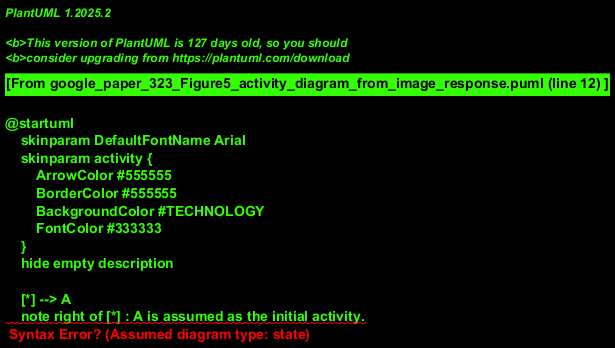 PlantUML 1.2025.2
<b>This version of PlantUML is 127 days old, so you should
<b>consider upgrading from https://plantuml.com/download
[From google_paper_323_Figure5_activity_diagram_from_image_response.puml (line 12) ]
@startuml
skinparam DefaultFontName Arial
skinparam activity {
ArrowColor #555555
BorderColor #555555
BackgroundColor #TECHNOLOGY
FontColor #333333
}
hide empty description
[*] --> A
note right of [*] : A is assumed as the initial activity.
Syntax Error? (Assumed diagram type: state)